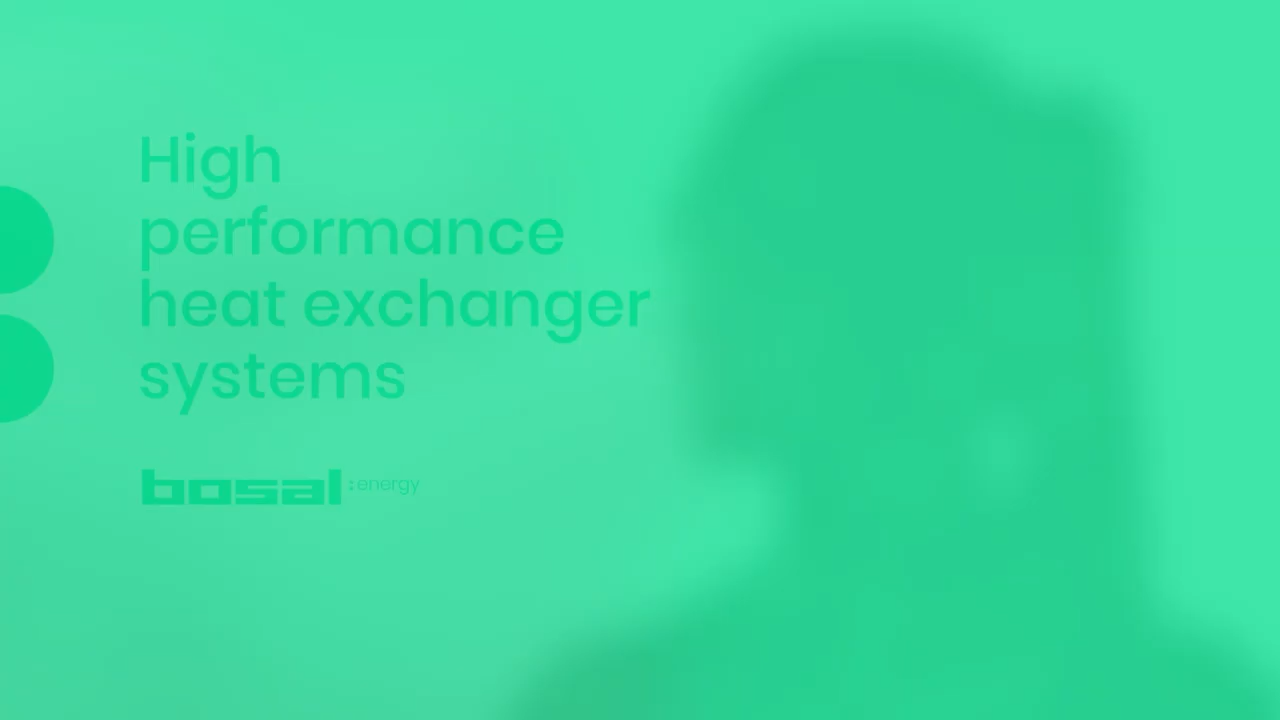 High
performance
heat exchanger
systems
bosal :energy